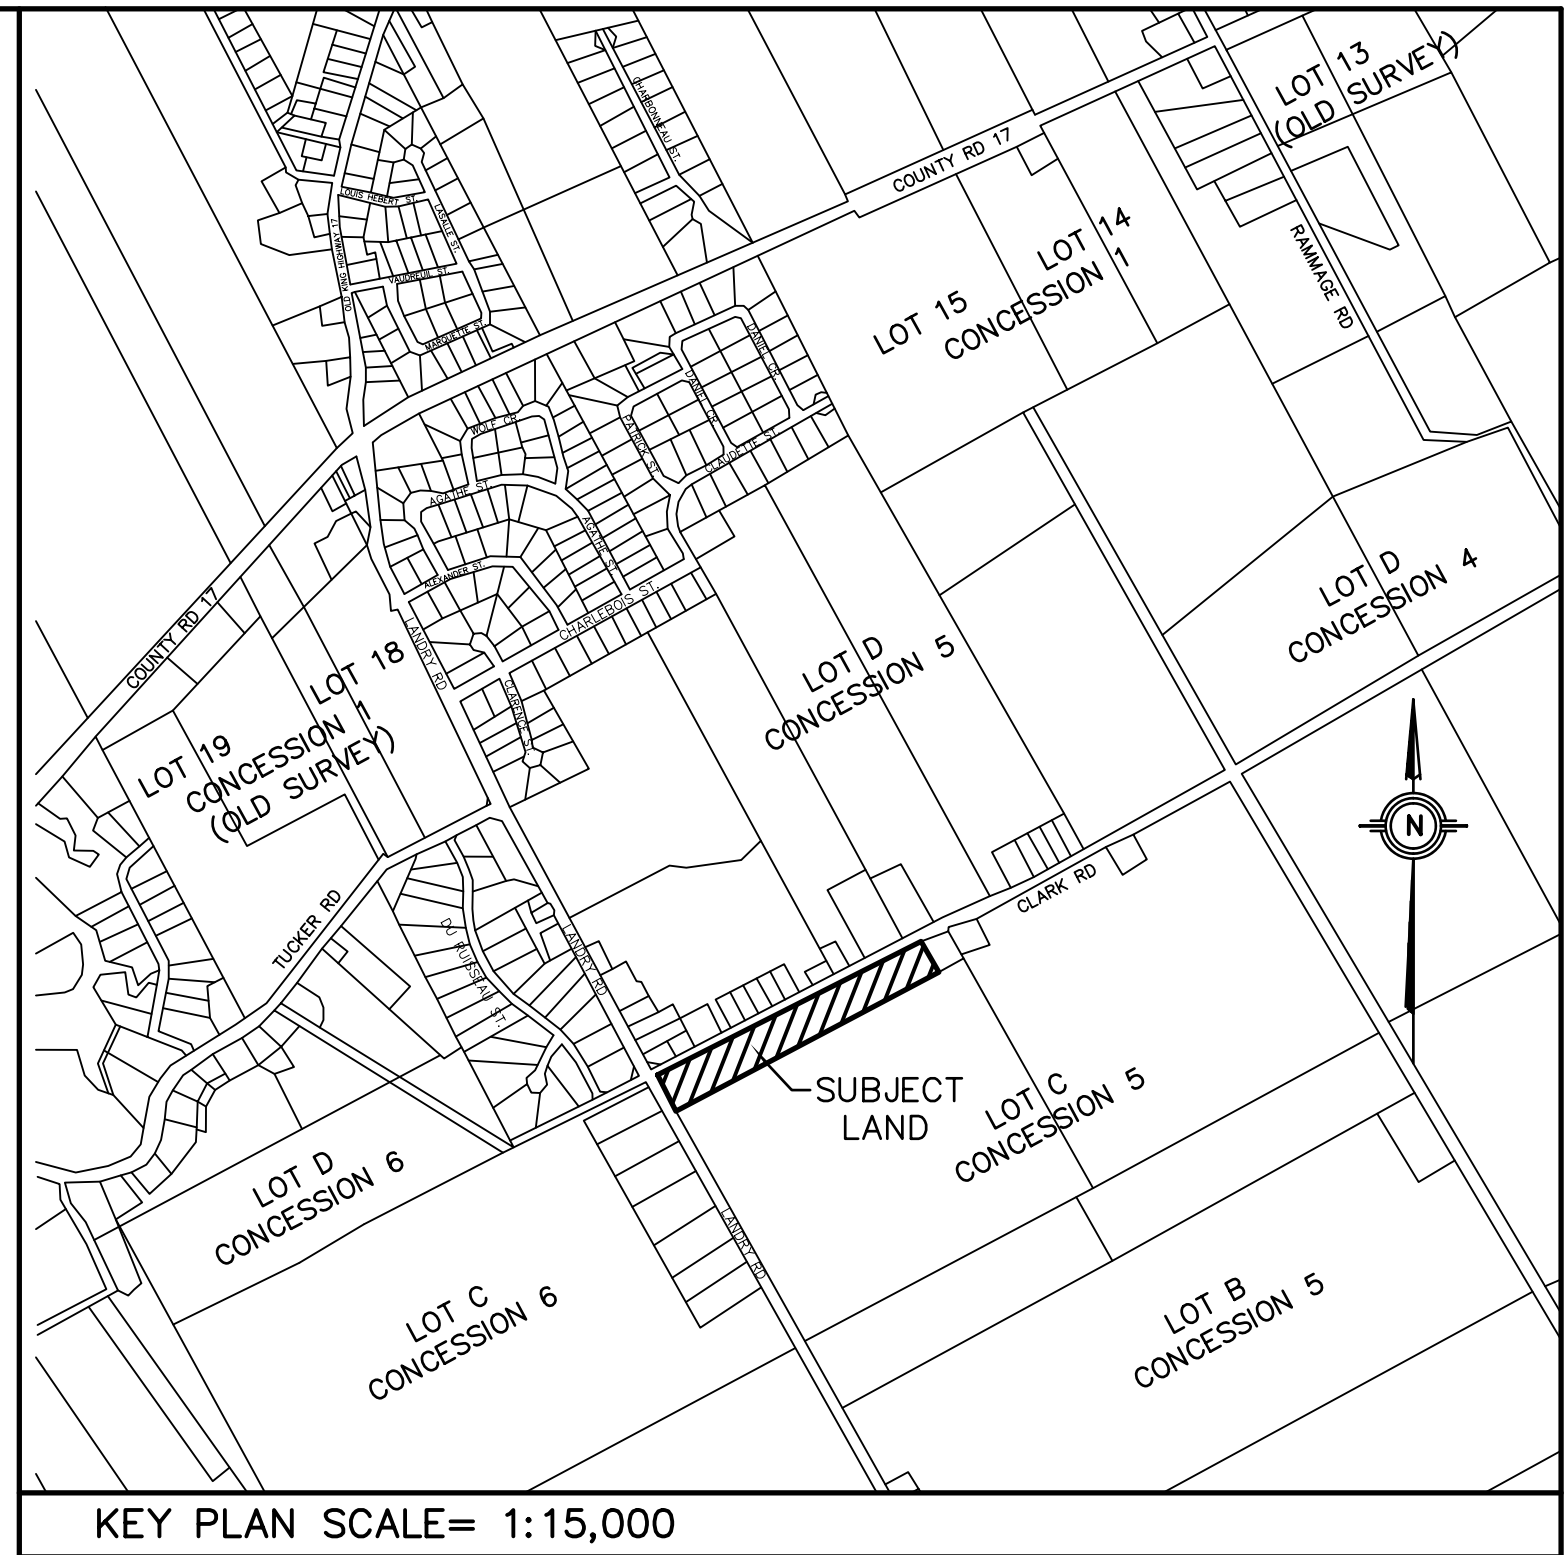 LOT 13
(OLD SURVEY)
CHARBONNEAU ST.
COUNTY RD 17
LOUIS HEBERT ST.
LASALLE ST.
OLD KING HIGHWAY 17
VAUDREUIL ST.
MARQUETTE ST.
LOT 14
LOT 15
CONCESSION 1
RAMMAGE RD
DANIEL CR.
DANIEL CR.
WOLF CR.
PATRICK ST.
CLAUDETTE ST.
AGATHE ST.
AGATHE ST.
ALEXANDER ST.
CHARLEBOIS ST.
COUNTY RD 17
LANDRY RD
CLARENCE ST.
LOT D
CONCESSION 4
LOT D
CONCESSION 5
LOT 18
LOT 19
CONCESSION 1
(OLD SURVEY)
N
TUCKER RD
DU RUISSEAU ST.
LANDRY RD
CLARK RD
SUBJECT
LAND
LOT C
CONCESSION 5
LOT D
CONCESSION 6
LANDRY RD
LOT C
CONCESSION 6
LOT B
CONCESSION 5
KEY PLAN SCALE= 1:15,000